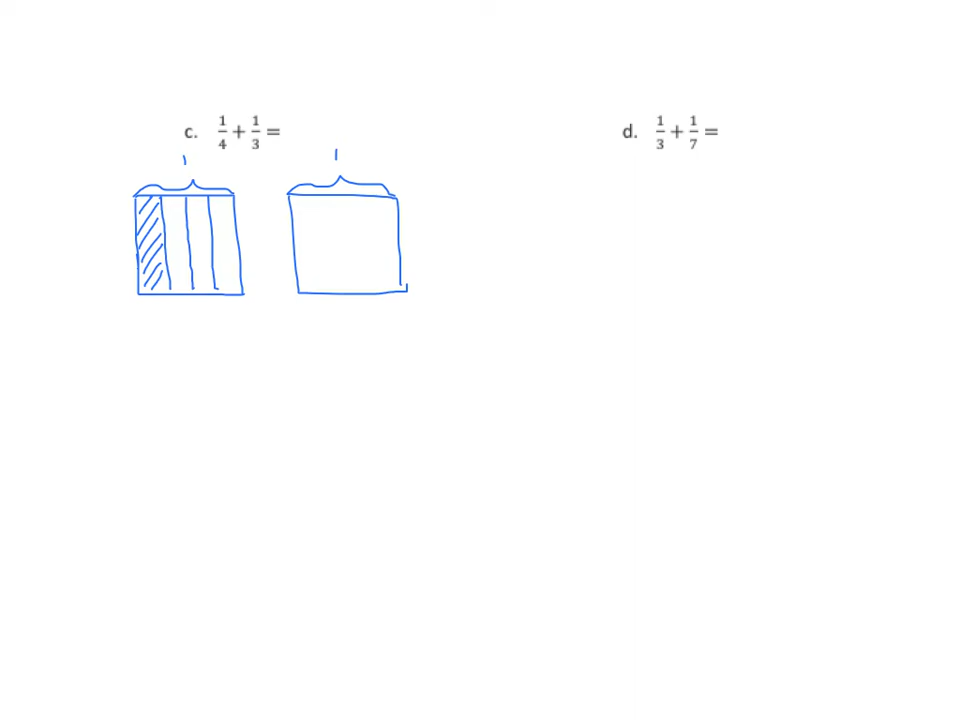 c. 1/4 + 1/3 =
d. 1/3 + 1/7 =
1
1